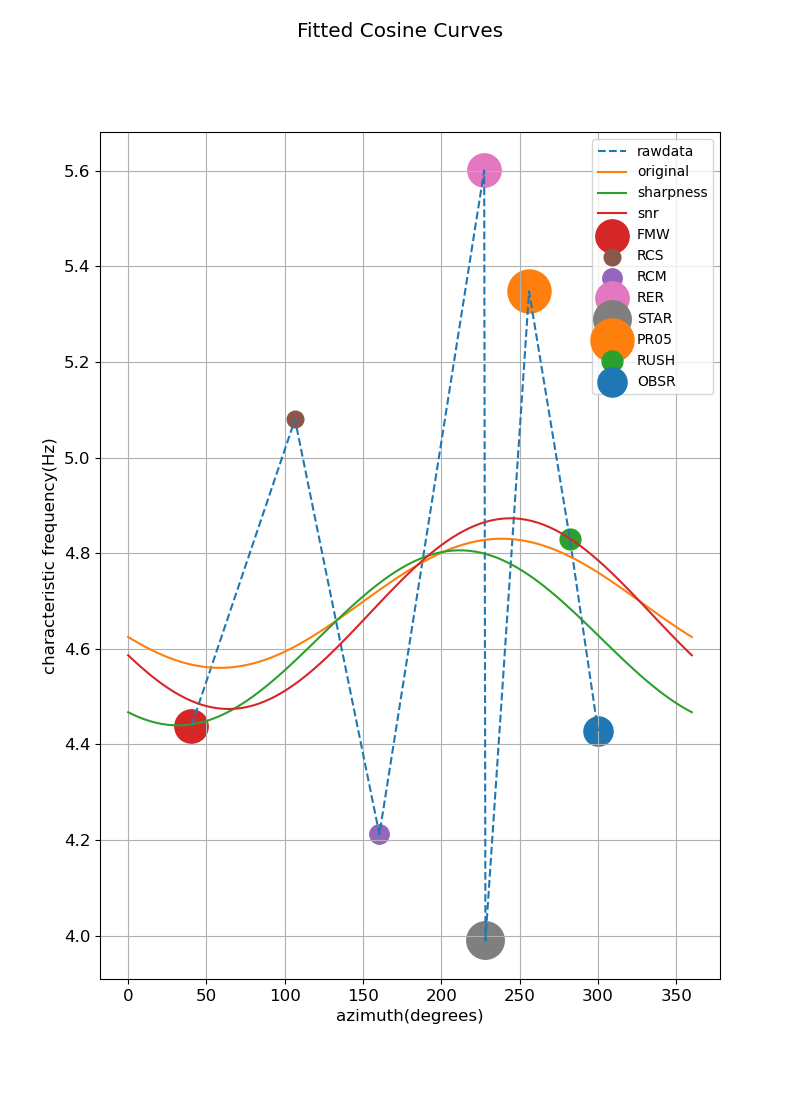 Fitted Cosine Curves
rawdata
original
sharpness
snr
FMW
RCS
RCM
RER
STAR
PR05
RUSH
OBSR
characteristic frequency(Hz)
5.6
5.4
5.2
5.0
4.8
4.6
4.4
4.2
4.0
0 50 100 150 200 250 300 350
azimuth(degrees)